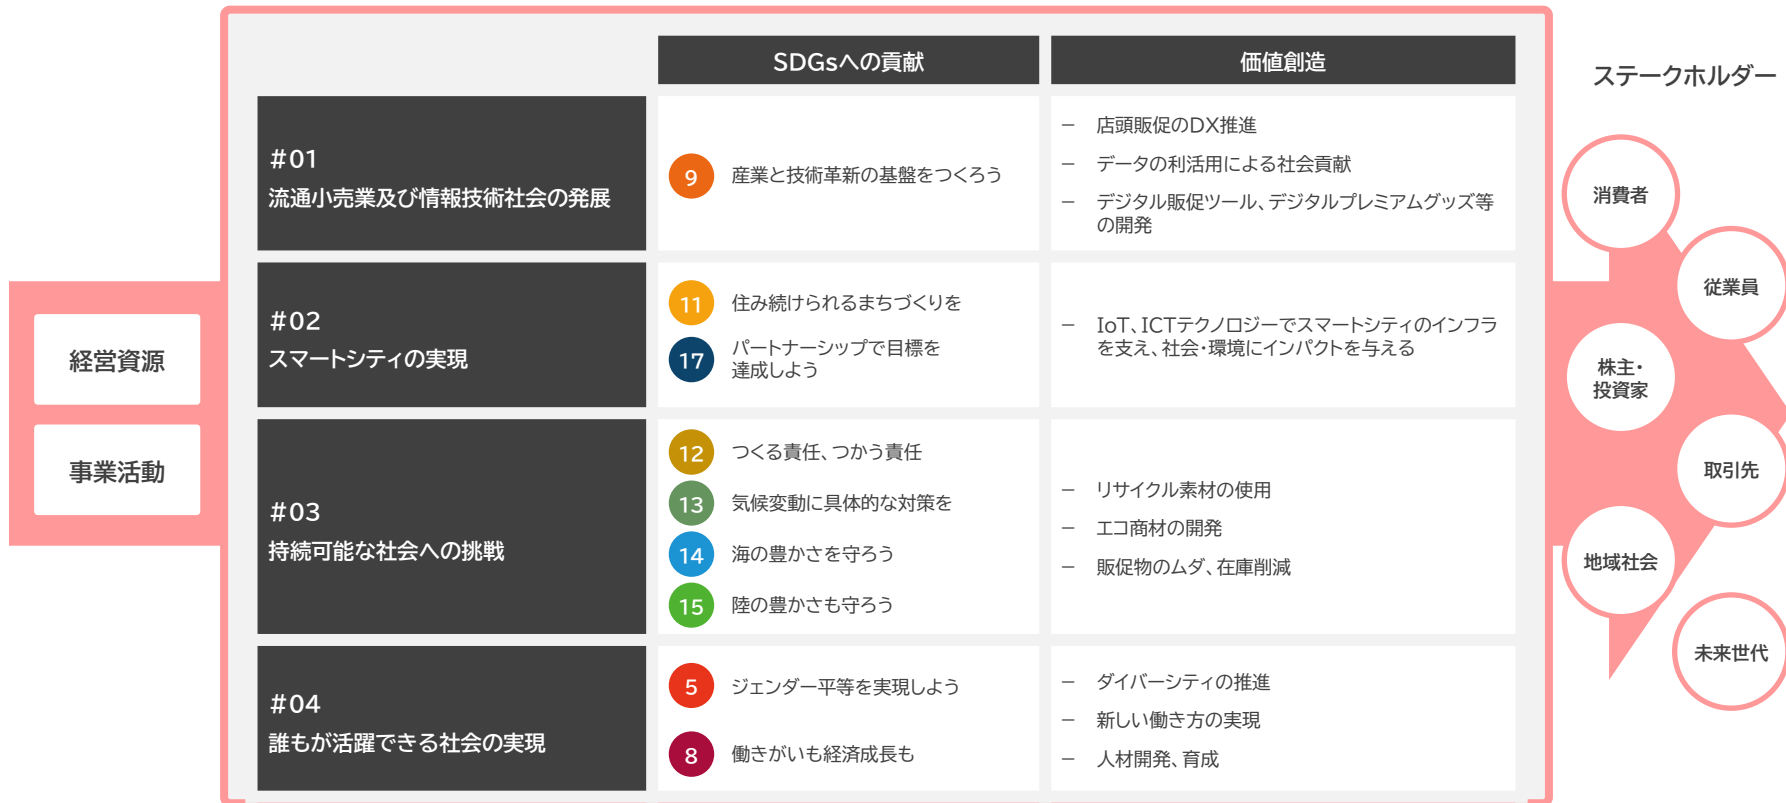 SDGsへの貢献
価値創造
ステークホルダー
#01
流通小売業及び情報技術社会の発展
9
産業と技術革新の基盤をつくろう
– 店頭販促のDX推進
– データの利活用による社会貢献
– デジタル販促ツール、デジタルプレミアムグッズ等
の開発
#02
スマートシティの実現
11
住み続けられるまちづくりを
17
パートナーシップで目標を
達成しよう
– IoT、ICTテクノロジーでスマートシティのインフラ
を支え、社会・環境にインパクトを与える
#03
持続可能な社会への挑戦
12
つくる責任、つかう責任
13
気候変動に具体的な対策を
14
海の豊かさを守ろう
15
陸の豊かさも守ろう
– リサイクル素材の使用
– エコ商材の開発
– 販促物のムダ、在庫削減
#04
誰もが活躍できる社会の実現
5
ジェンダー平等を実現しよう
8
働きがいも経済成長も
– ダイバーシティの推進
– 新しい働き方の実現
– 人材開発、育成
経営資源
事業活動
消費者
従業員
株主・
投資家
取引先
地域社会
未来世代